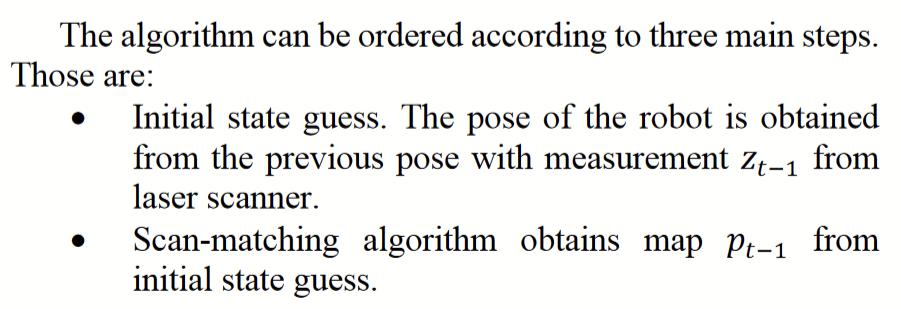 The algorithm can be ordered according to three main steps.
Those are:
• Initial state guess. The pose of the robot is obtained
from the previous pose with measurement z_{t−1} from
laser scanner.
• Scan-matching algorithm obtains map p_{t−1} from
initial state guess.